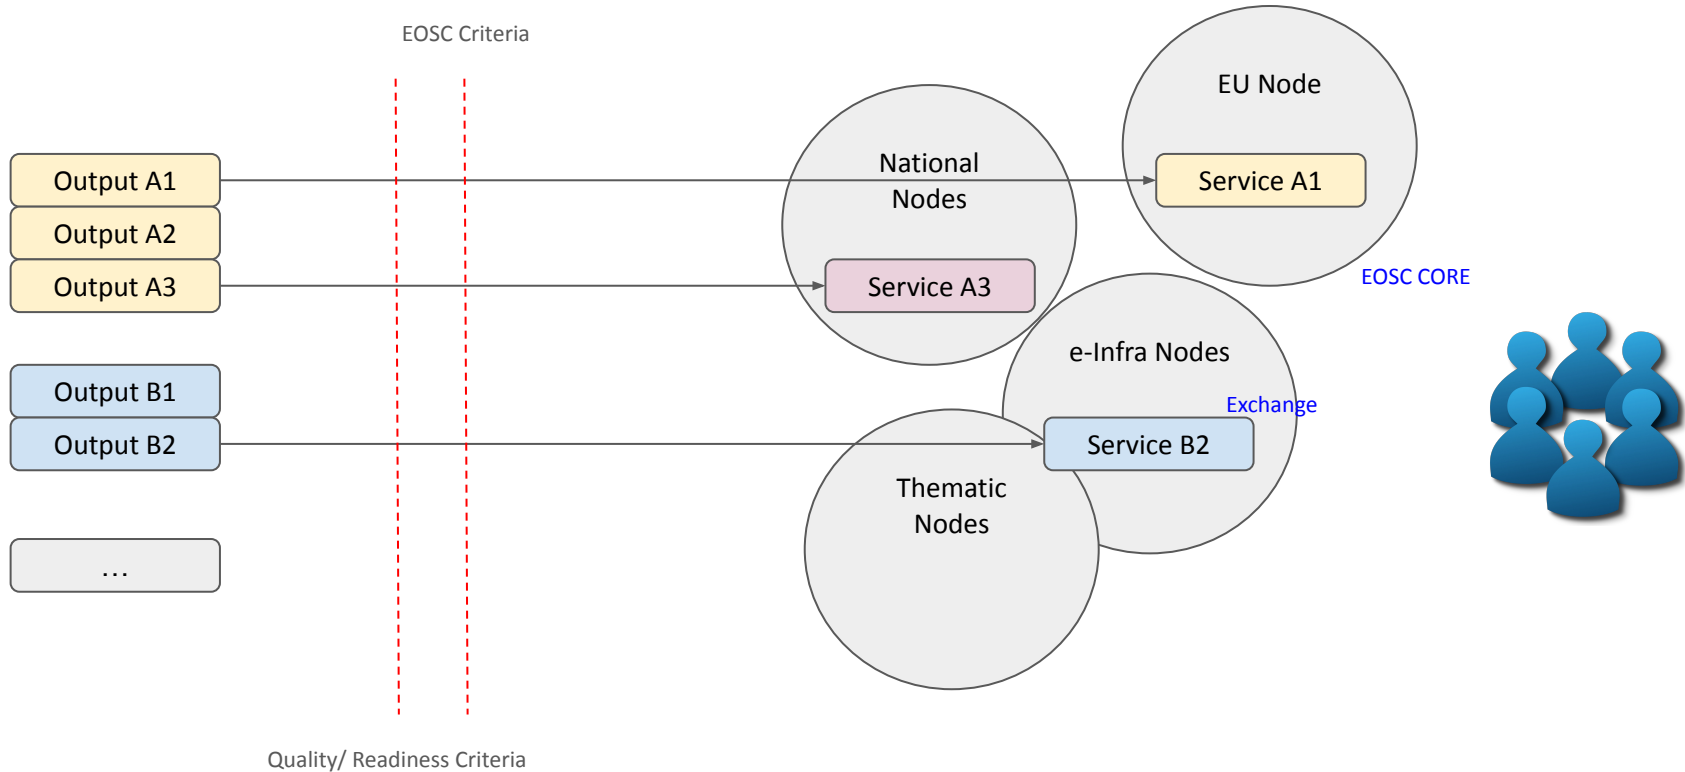 EOSC Criteria
EU Node
National
Nodes
Output A1
Service A1
Output A2
Output A3
Service A3
EOSC CORE
e-Infra Nodes
Output B1
Exchange
Output B2
Service B2
Thematic
Nodes
...
Quality/ Readiness Criteria